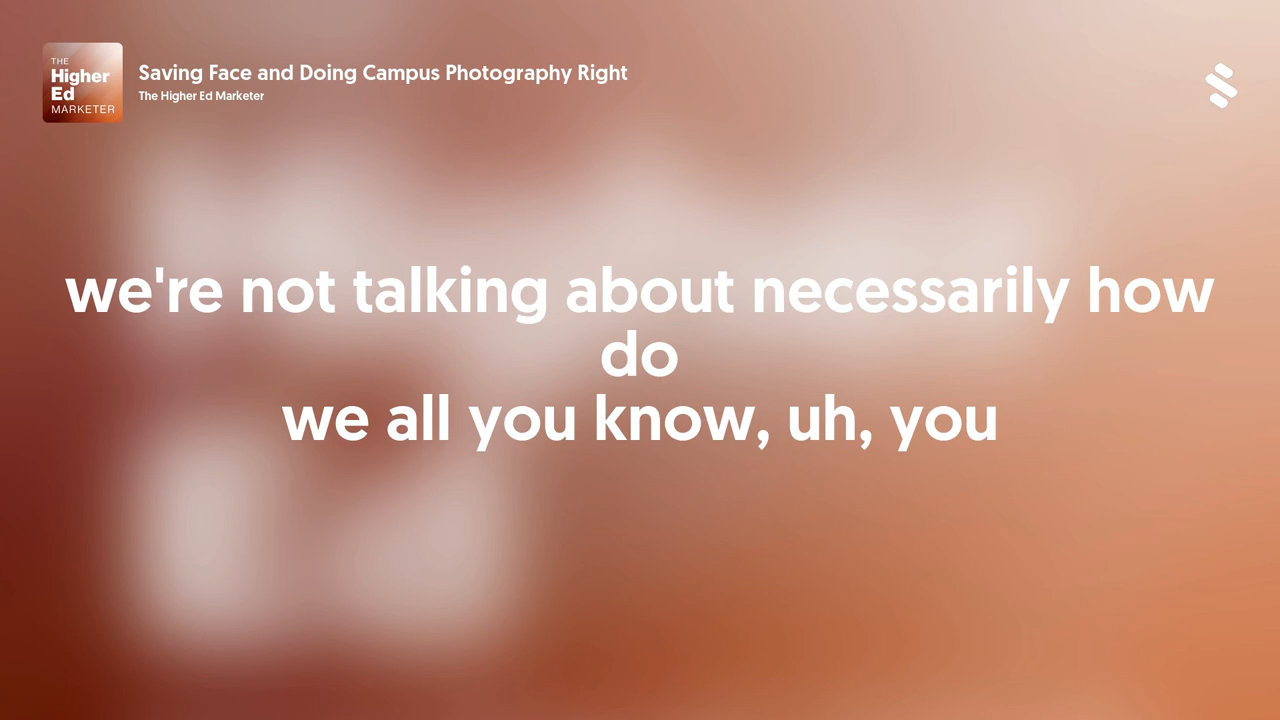 THE
Higher
Ed
MARKETER
Saving Face and Doing Campus Photography Right
The Higher Ed Marketer
we're not talking about necessarily how
do
we all you know, uh, you